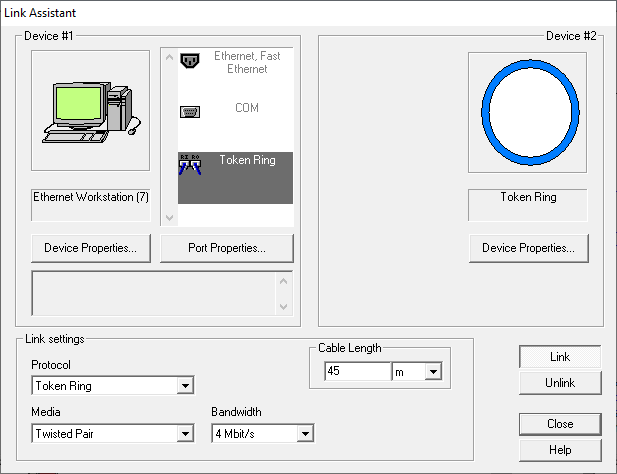 Link Assistant
Device #1
Device #2
Ethernet, Fast
Ethernet
COM
RI RO
Token Ring
Ethernet Workstation (7)
Token Ring
Device Properties...
Port Properties...
Device Properties...
Link settings
Protocol
Token Ring
Cable Length
45
m
Media
Twisted Pair
Bandwidth
4 Mbit/s
Link
Unlink
Close
Help